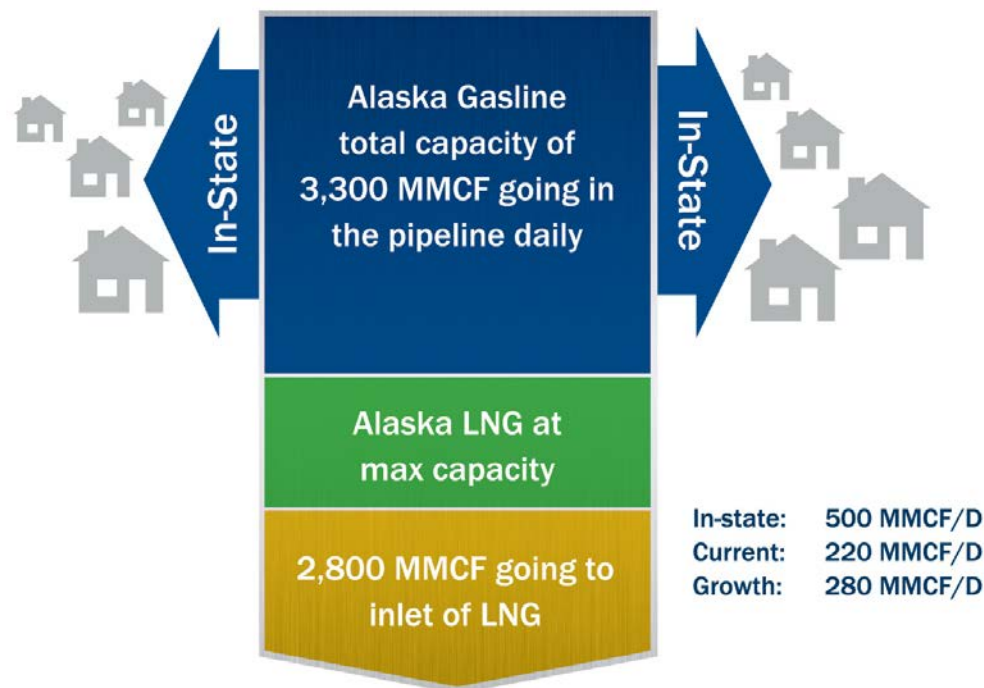 In-State
Alaska Gasline
total capacity of
3,300 MMCF going in
the pipeline daily
In-State
Alaska LNG at
max capacity
2,800 MMCF going to
inlet of LNG
In-state: 500 MMCF/D
Current: 220 MMCF/D
Growth: 280 MMCF/D